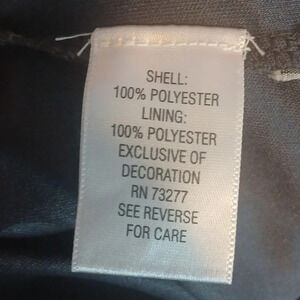 SHELL:
100% POLYESTER
LINING:
100% POLYESTER
EXCLUSIVE OF
DECORATION
RN 73277
SEE REVERSE
FOR CARE